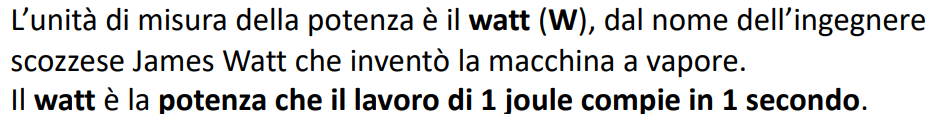 L’unità di misura della potenza è il watt (W), dal nome dell’ingegnere
scozzese James Watt che inventò la macchina a vapore.
Il watt è la potenza che il lavoro di 1 joule compie in 1 secondo.